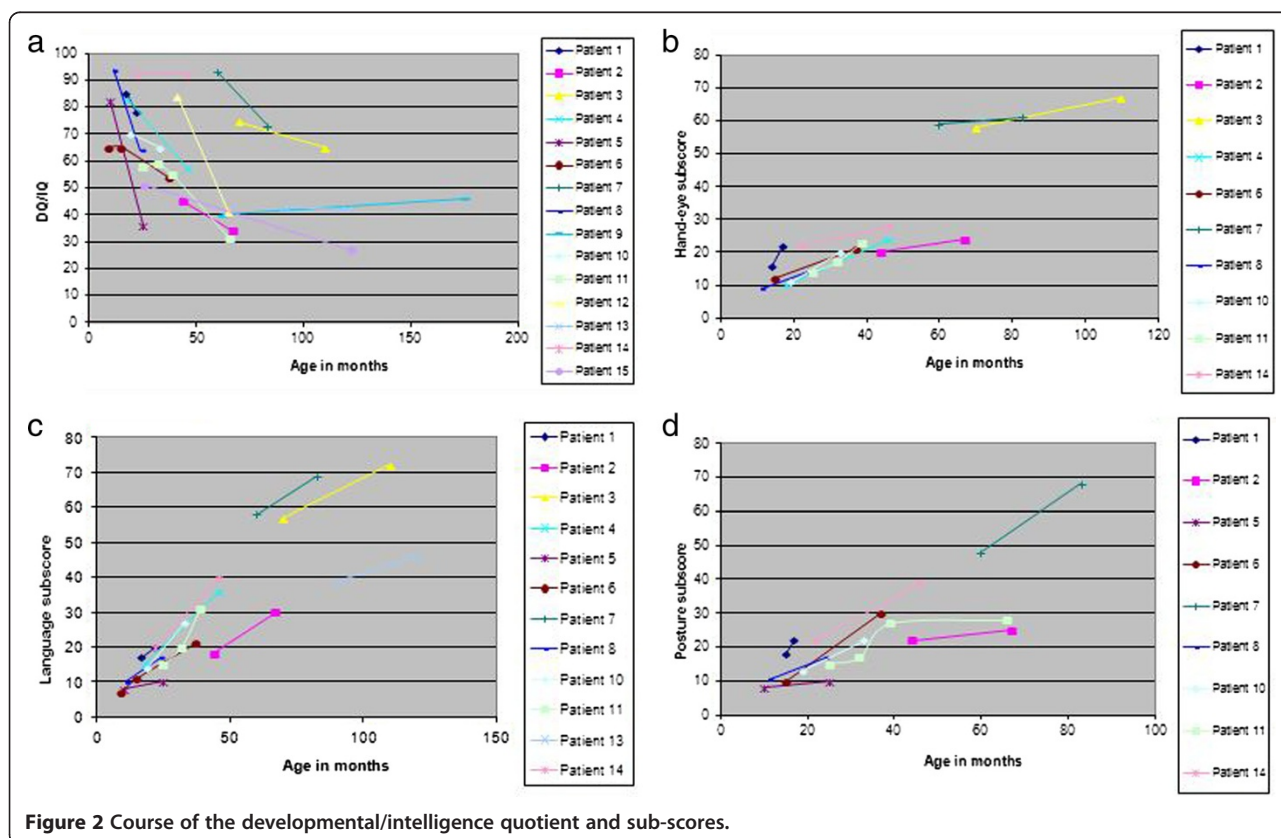 a
100
90
80
70
60
50
40
30
20
10
0
DQ/IQ
0 50 100 150 200
Age in months
Patient 1
Patient 2
Patient 3
Patient 4
Patient 5
Patient 6
Patient 7
Patient 8
Patient 9
Patient 10
Patient 11
Patient 12
Patient 13
Patient 14
Patient 15
b
80
70
60
50
40
30
20
10
0
Hand-eye subscore
0 20 40 60 80 100 120
Age in months
Patient 1
Patient 2
Patient 3
Patient 4
Patient 6
Patient 7
Patient 8
Patient 10
Patient 11
Patient 14
c
80
70
60
50
40
30
20
10
0
Language subscore
0 50 100 150
Age in months
Patient 1
Patient 2
Patient 3
Patient 4
Patient 5
Patient 6
Patient 7
Patient 8
Patient 10
Patient 11
Patient 13
Patient 14
d
80
70
60
50
40
30
20
10
0
Posture subscore
0 20 40 60 80 100
Age in months
Patient 1
Patient 2
Patient 5
Patient 6
Patient 7
Patient 8
Patient 10
Patient 11
Patient 14
Figure 2 Course of the developmental/intelligence quotient and sub-scores.